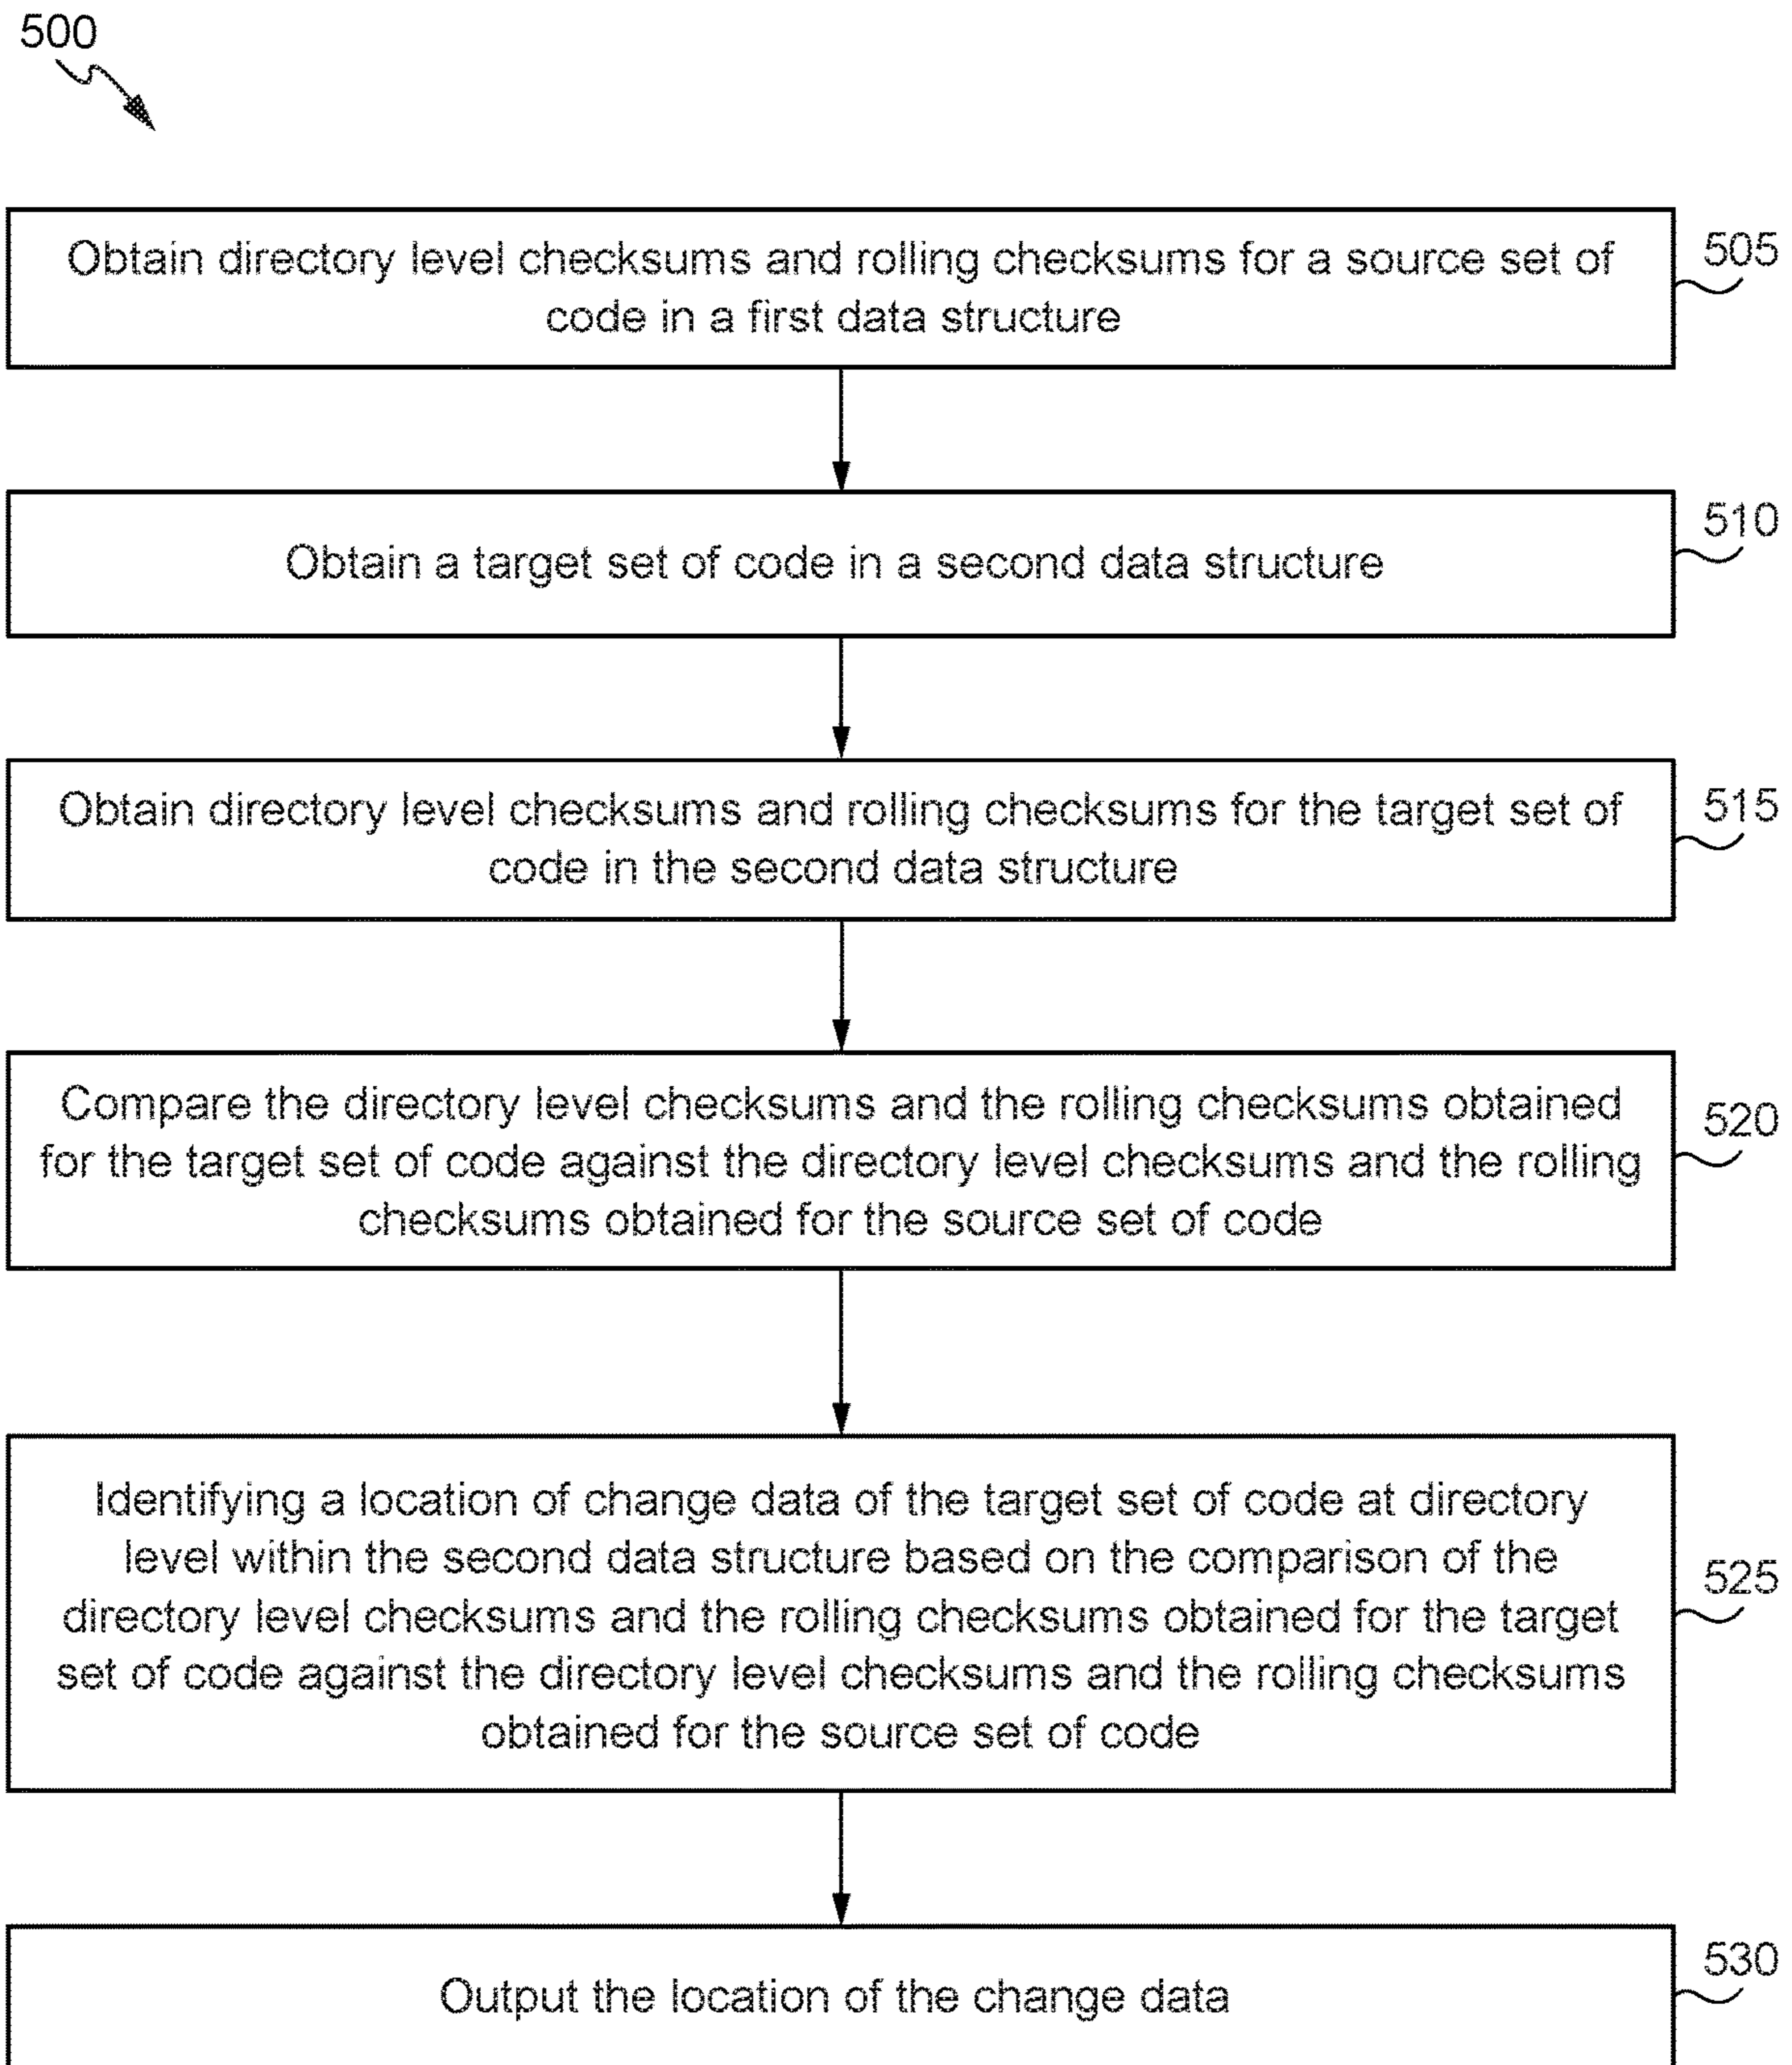 500
Obtain directory level checksums and rolling checksums for a source set of
code in a first data structure
505
Obtain a target set of code in a second data structure
510
Obtain directory level checksums and rolling checksums for the target set of
code in the second data structure
515
Compare the directory level checksums and the rolling checksums obtained
for the target set of code against the directory level checksums and the rolling
checksums obtained for the source set of code
520
Identifying a location of change data of the target set of code at directory
level within the second data structure based on the comparison of the
directory level checksums and the rolling checksums obtained for the target
set of code against the directory level checksums and the rolling checksums
obtained for the source set of code
525
Output the location of the change data
530